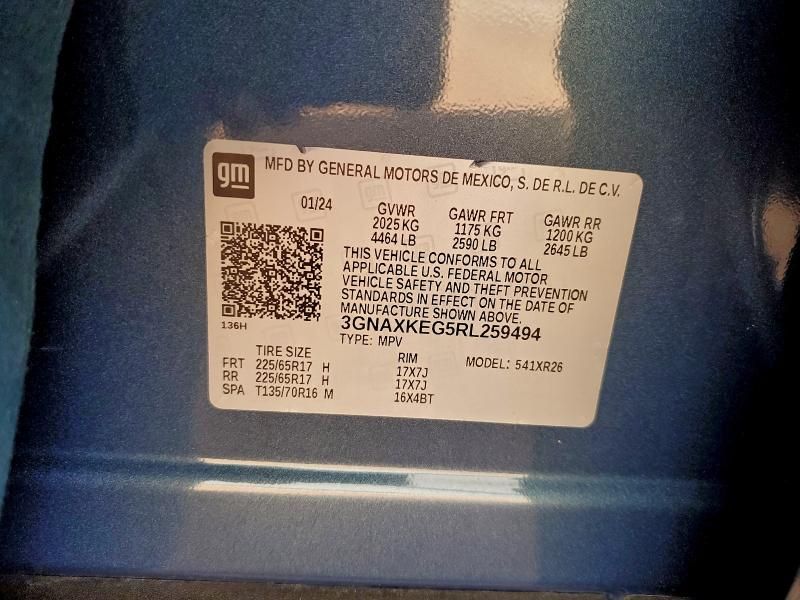 gm MFD BY GENERAL MOTORS DE MEXICO, S. DE R.L. DE C.V.
01/24 GVWR GAWR FRT GAWR RR
2025 KG 1175 KG 1200 KG
4464 LB 2590 LB 2645 LB
THIS VEHICLE CONFORMS TO ALL
APPLICABLE U.S. FEDERAL MOTOR
VEHICLE SAFETY AND THEFT PREVENTION
STANDARDS IN EFFECT ON THE DATE OF
MANUFACTURE SHOWN ABOVE.
136H 3GNAXKEG5RL259494
TYPE: MPV
TIRE SIZE RIM MODEL: 541XR26
FRT 225/65R17 H 17X7J
RR 225/65R17 H 17X7J
SPA T135/70R16 M 16X4BT